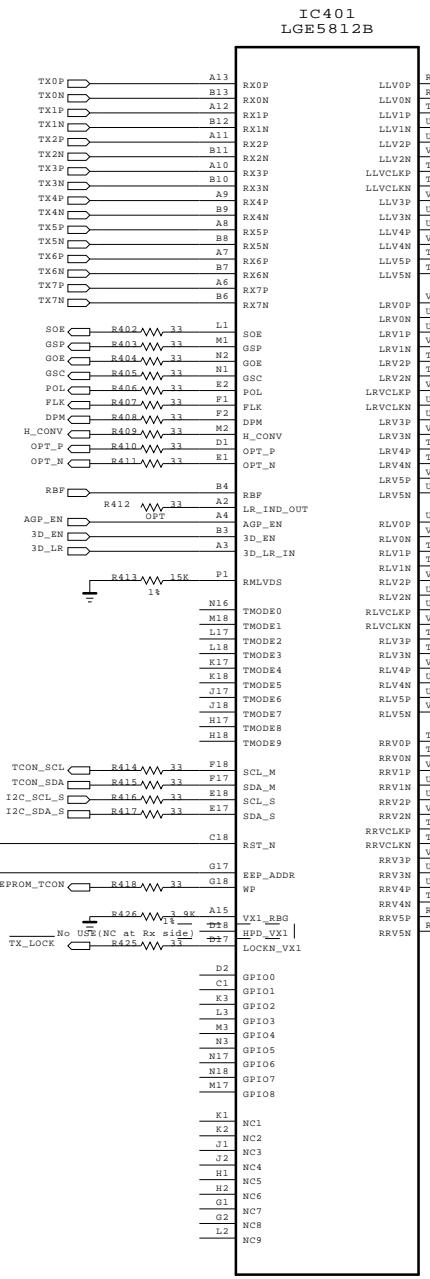 IC401
LGE5812B
TX0P A13 RX0P LLV0P
TX0N B13 RX0N LLV0N
TX1P A12 RX1P LLV1P
TX1N B12 RX1N LLV1N
TX2P A11 RX2P LLV2P
TX2N B11 RX2N LLV2N
TX3P A10 RX3P LLVCLKP
TX3N B10 RX3N LLVCLKN
TX4P A9 RX4P LLV3P
TX4N B9 RX4N LLV3N
TX5P A8 RX5P LLV4P
TX5N B8 RX5N LLV4N
TX6P A7 RX6P LLV5P
TX6N B7 RX6N LLV5N
TX7P A6 RX7P
TX7N B6 RX7N LRV0P
LRV0N
SOE R402 33 L1 SOE LRV1P
GSP R403 33 M1 GSP LRV1N
GOE R404 33 N2 GOE LRV2P
GSC R405 33 N1 GSC LRV2N
POL R406 33 E2 POL LRVCLKP
FLK R407 33 F1 FLK LRVCLKN
DPM R408 33 F2 DPM LRV3P
H_CONV R409 33 M2 H_CONV LRV3N
OPT_P R410 33 D1 OPT_P LRV4P
OPT_N R411 33 E1 OPT_N LRV4N
LRV5P
RBF B4 RBF LRV5N
R412 33 A2 LR_IND_OUT
OPT
AGP_EN A4 AGP_EN RLV0P
3D_EN B3 3D_EN RLV0N
3D_LR A3 3D_LR_IN RLV1P
RLV1N
R413 15K P1 RMLVDS RLV2P
1%
RLV2N
N16 TMODE0 RLVCLKP
M18 TMODE1 RLVCLKN
L17 TMODE2 RLV3P
L18 TMODE3 RLV3N
K17 TMODE4 RLV4P
K18 TMODE5 RLV4N
J17 TMODE6 RLV5P
J18 TMODE7 RLV5N
H17 TMODE8
H18 TMODE9 RRV0P
RRV0N
TCON_SCL R414 33 F18 SCL_M RRV1P
TCON_SDA R415 33 F17 SDA_M RRV1N
I2C_SCL_S R416 33 E18 SCL_S RRV2P
I2C_SDA_S R417 33 E17 SDA_S RRV2N
RRVCLKP
C18 RST_N RRVCLKN
RRV3P
G17 EEP_ADDR RRV3N
EPROM_TCON R418 33 G18 WP RRV4P
RRV4N
R426 3.9K A15 VX1_RBG RRV5P
1%
No USE(NC at Rx side) D18 HPD_VX1 RRV5N
TX_LOCK R425 33 D17 LOCKN_VX1
D2 GPIO0
C1 GPIO1
K3 GPIO2
L3 GPIO3
M3 GPIO4
N3 GPIO5
N17 GPIO6
N18 GPIO7
M17 GPIO8
K1 NC1
K2 NC2
J1 NC3
J2 NC4
H1 NC5
H2 NC6
G1 NC7
G2 NC8
L2 NC9